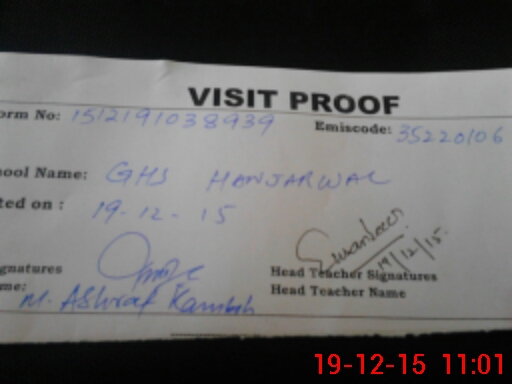 VISIT PROOF
orm No: 1512191038939 Emiscode: 35220106
ool Name: GHS HANJARWAL
ted on : 19-12-15
19/12/15.
gnatures Head Teacher Signatures
me: M. Ashraf Kamboh Head Teacher Name
19-12-15 11:01